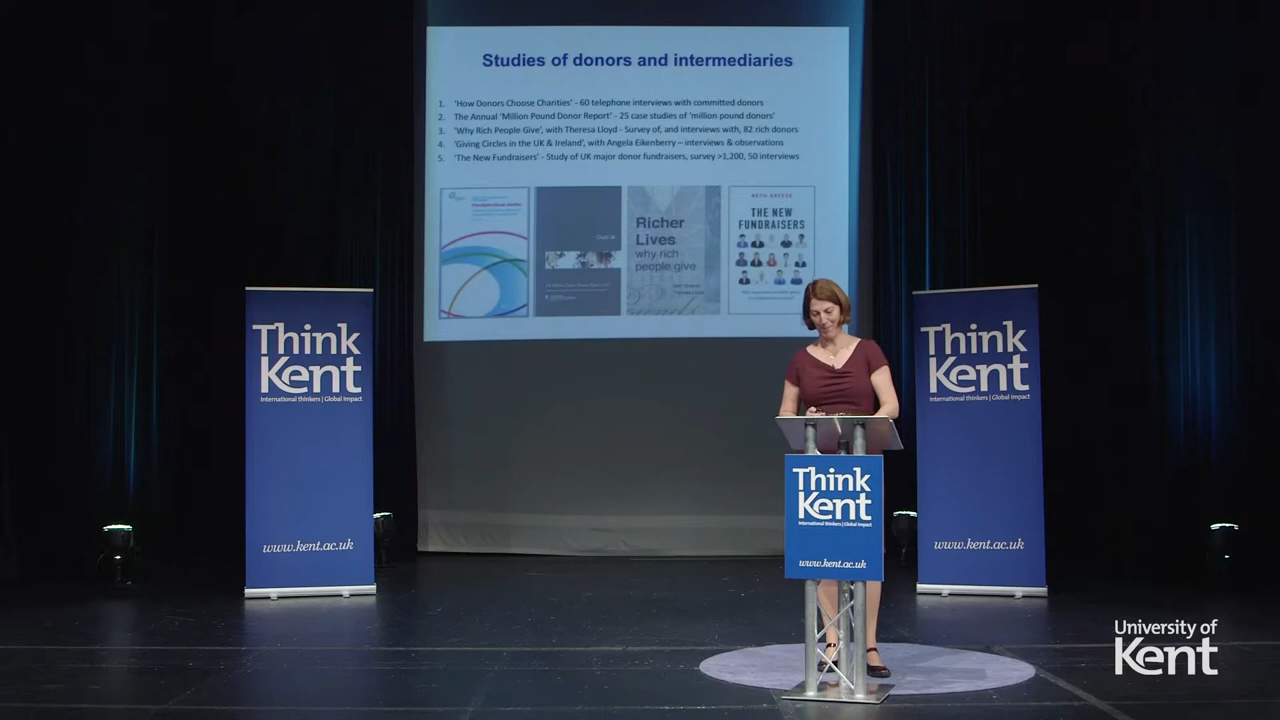 Studies of donors and intermediaries
1. ‘How Donors Choose Charities’ - 60 telephone interviews with committed donors
2. The Annual ‘Million Pound Donor Report’ - 25 case studies of ‘million pound donors’
3. ‘Why Rich People Give’, with Theresa Lloyd - Survey of, and interviews with, 82 rich donors
4. ‘Giving Circles in the UK & Ireland’, with Angela Eikenberry – interviews & observations
5. ‘The New Fundraisers’ - Study of UK major donor fundraisers, survey >1,200, 50 interviews
Richer
Lives
why rich
people give
BETH BREEZE
THE NEW
FUNDRAISERS
Think
Kent
International thinkers | Global impact
www.kent.ac.uk
Think
Kent
International thinkers | Global impact
www.kent.ac.uk
Think
Kent
International thinkers | Global impact
www.kent.ac.uk
University of
Kent